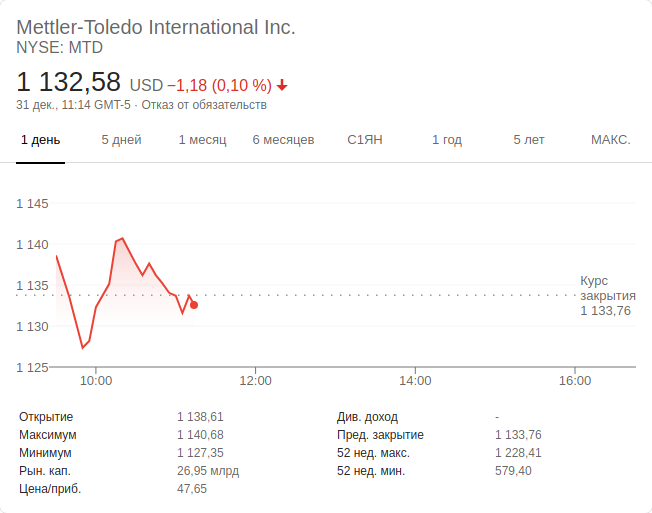 Mettler-Toledo International Inc.
NYSE: MTD
1 132,58 USD −1,18 (0,10 %)
31 дек., 11:14 GMT-5 · Отказ от обязательств
1 день 5 дней 1 месяц 6 месяцев С1ЯН 1 год 5 лет МАКС.
1 145
1 140
1 135
1 130
1 125
Курс
закрытия
1 133,76
10:00 12:00 14:00 16:00
Открытие 1 138,61 Див. доход -
Максимум 1 140,68 Пред. закрытие 1 133,76
Минимум 1 127,35 52 нед. макс. 1 228,41
Рын. кап. 26,95 млрд 52 нед. мин. 579,40
Цена/приб. 47,65